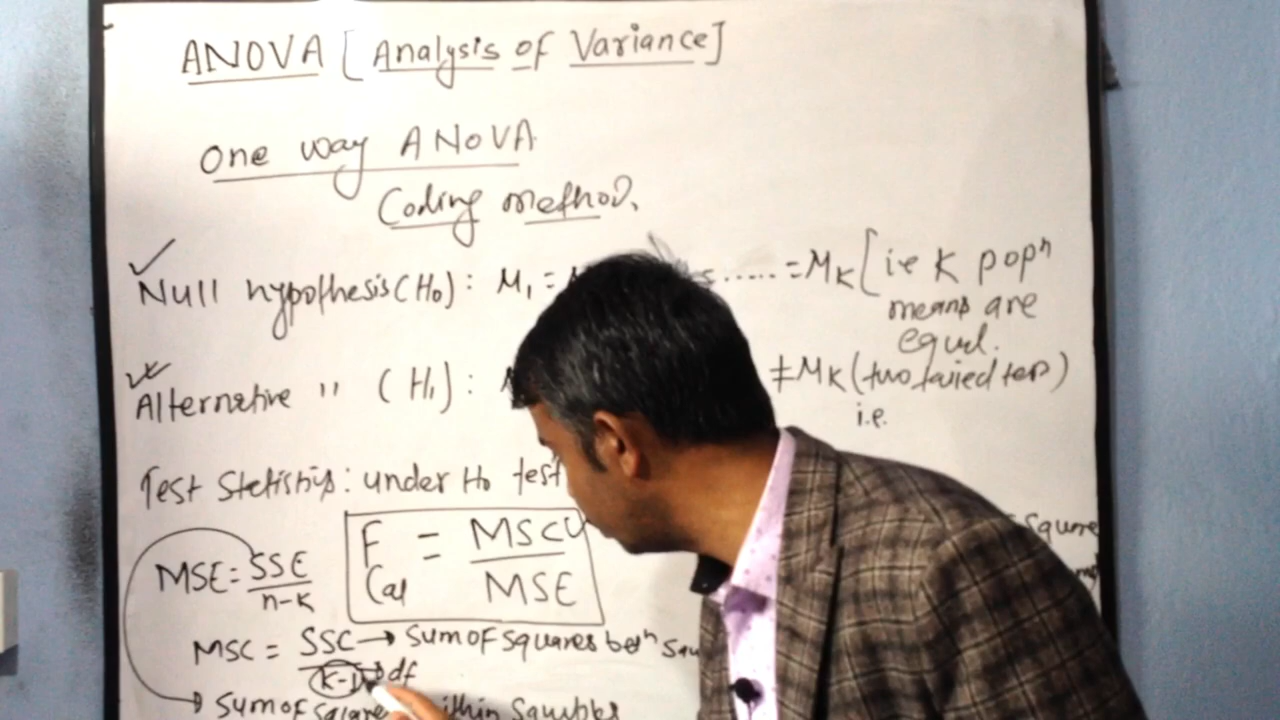 ANOVA [Analysis of Variance]
One way ANOVA
Coding method.
Null hypothesis (H₀) : M₁ = ...... = MK [ie K popⁿ
means are
equal.
Alternative '' (H₁) : ≠ MK (two tailed test)
i.e.
Test Statistics : under H₀ test
F Cal = MSC / MSE
MSE = SSE / n-K
Square
MSC = SSC / K-1 → Sum of squares betⁿ
→ df
→ Sum of square within Samples